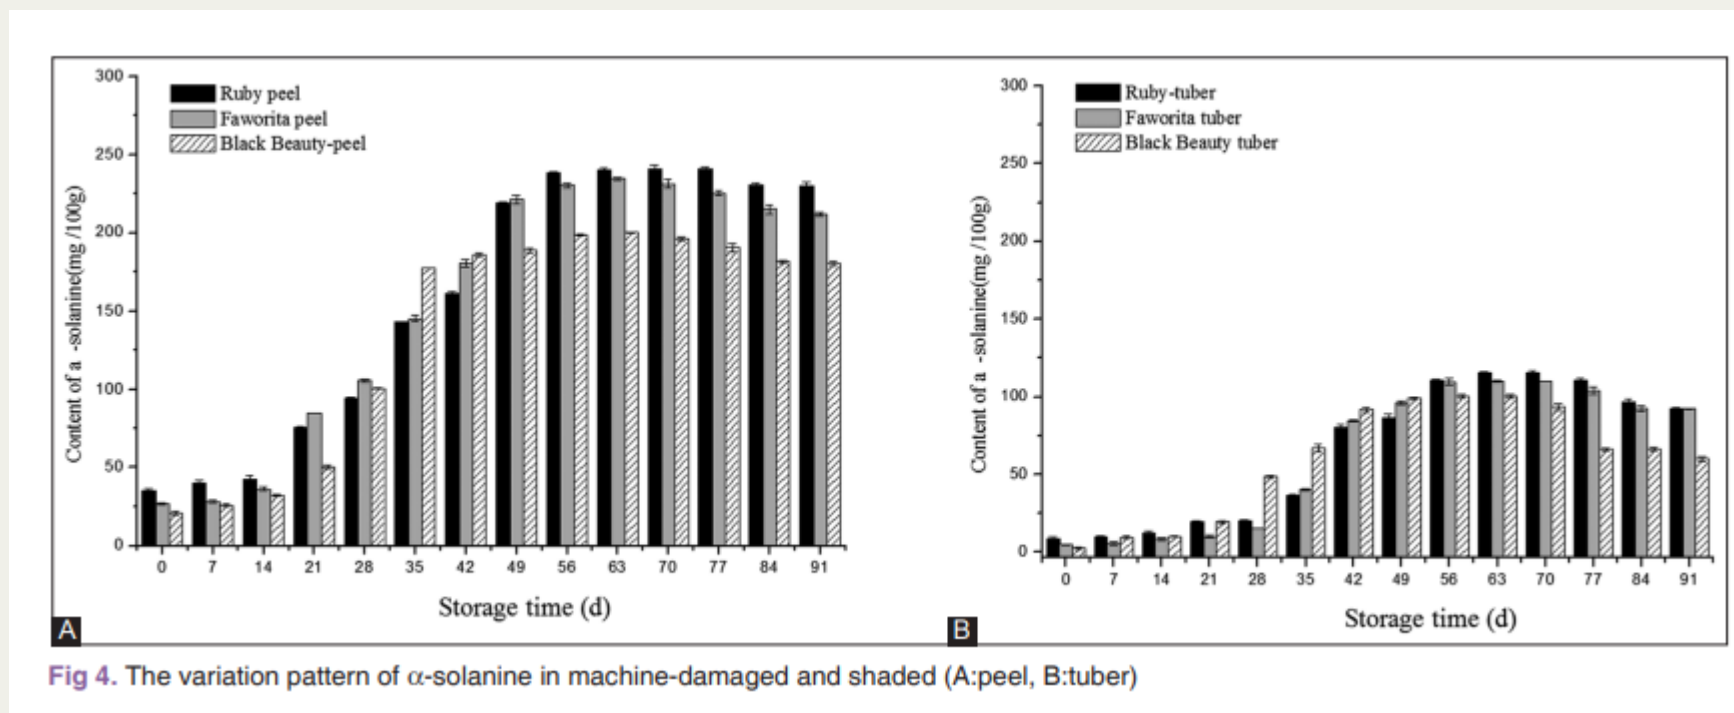 300
250
200
150
100
50
0
Content of a -solanine(mg /100g)
Ruby peel
Faworita peel
Black Beauty-peel
0 7 14 21 28 35 42 49 56 63 70 77 84 91
Storage time (d)
A
300
250
200
150
100
50
0
Content of a -solanine(mg /100g)
Ruby-tuber
Faworita tuber
Black Beauty tuber
0 7 14 21 28 35 42 49 56 63 70 77 84 91
Storage time (d)
B
Fig 4. The variation pattern of α-solanine in machine-damaged and shaded (A:peel, B:tuber)